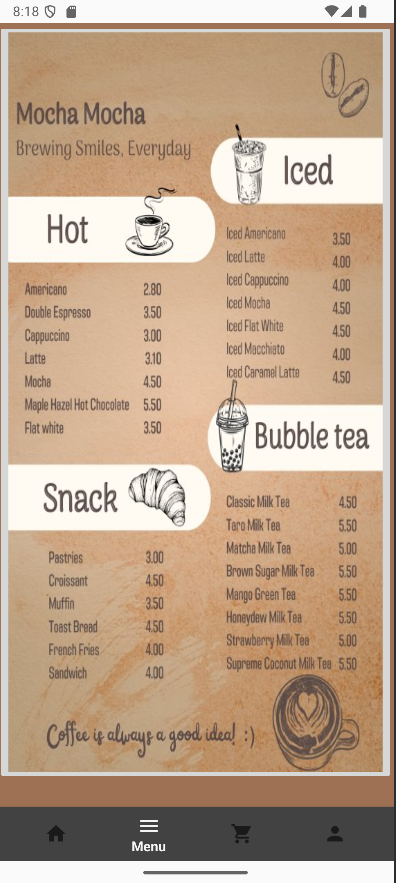 8:18
Mocha Mocha
Brewing Smiles, Everyday
Hot
Americano 2.80
Double Espresso 3.50
Cappuccino 3.00
Latte 3.10
Mocha 4.50
Maple Hazel Hot Chocolate 5.50
Flat white 3.50
Snack
Pastries 3.00
Croissant 4.50
Muffin 3.50
Toast Bread 4.50
French Fries 4.00
Sandwich 4.00
Iced
Iced Americano 3.50
Iced Latte 4.00
Iced Cappuccino 4.00
Iced Mocha 4.50
Iced Flat White 4.50
Iced Macchiato 4.00
Iced Caramel Latte 4.50
Bubble tea
Classic Milk Tea 4.50
Taro Milk Tea 5.50
Matcha Milk Tea 5.00
Brown Sugar Milk Tea 5.50
Mango Green Tea 5.50
Honeydew Milk Tea 5.50
Strawberry Milk Tea 5.00
Supreme Coconut Milk Tea 5.50
Coffee is always a good idea! :)
Menu